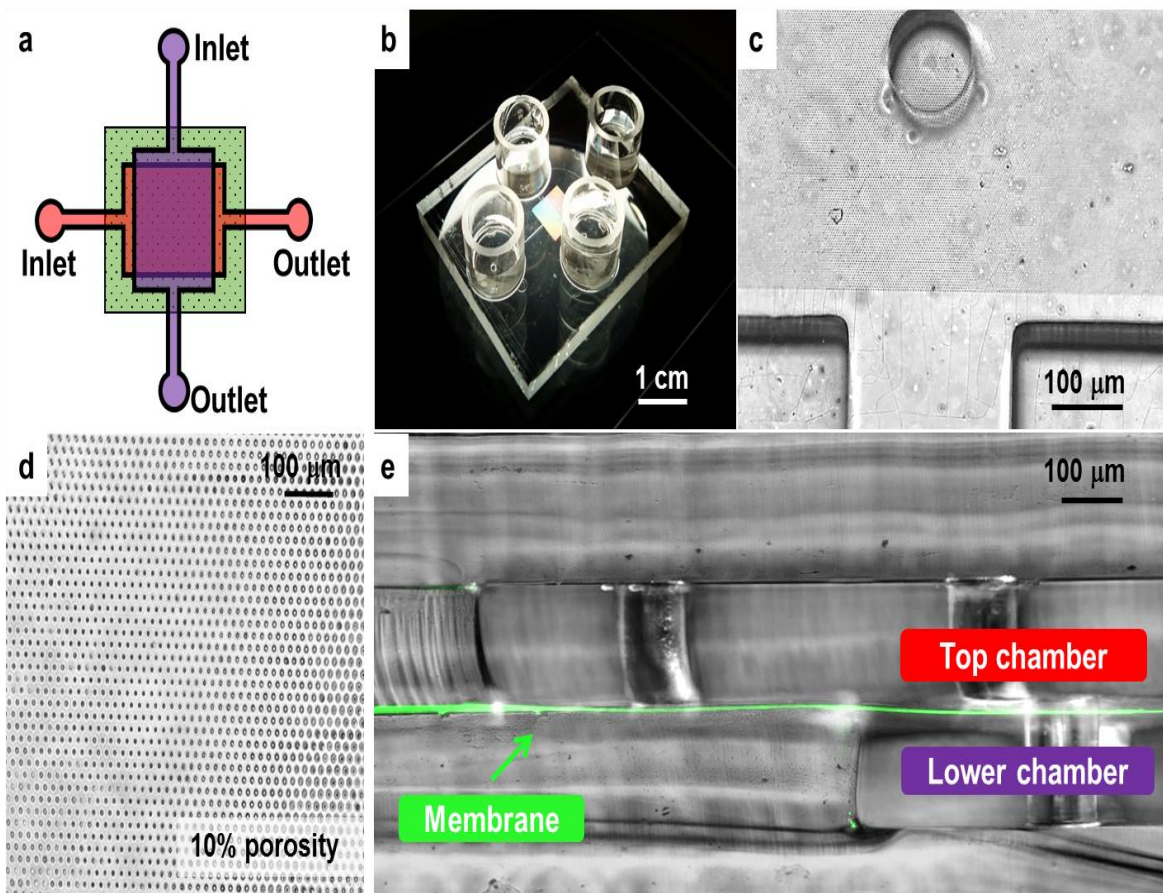 a
Inlet
Inlet
Outlet
Outlet
b
1 cm
c
100 μm
d
100 μm
10% porosity
e
100 μm
Top chamber
Lower chamber
Membrane